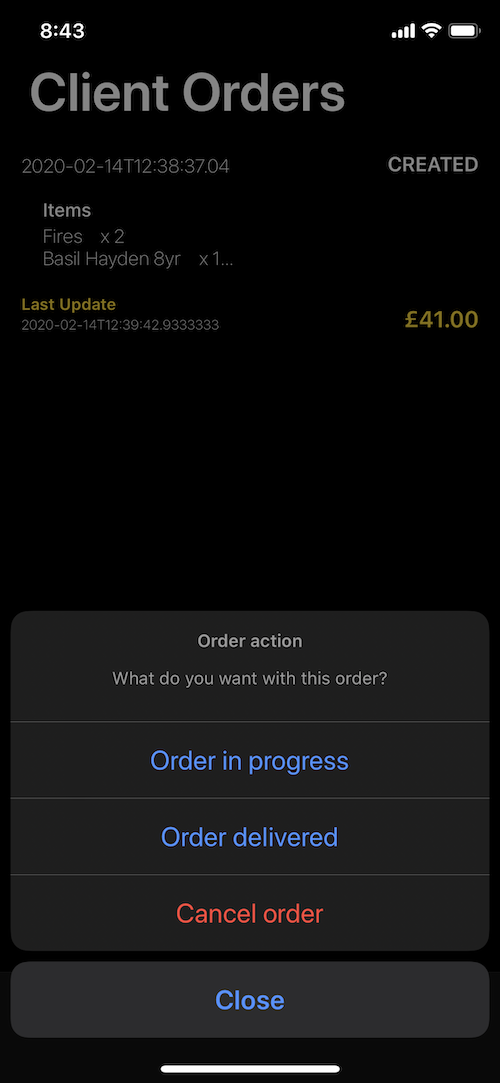 8:43
Client Orders
2020-02-14T12:38:37.04 CREATED
Items
Fires x 2
Basil Hayden 8yr x 1...
Last Update
2020-02-14T12:39:42.9333333 £41.00
Order action
What do you want with this order?
Order in progress
Order delivered
Cancel order
Close